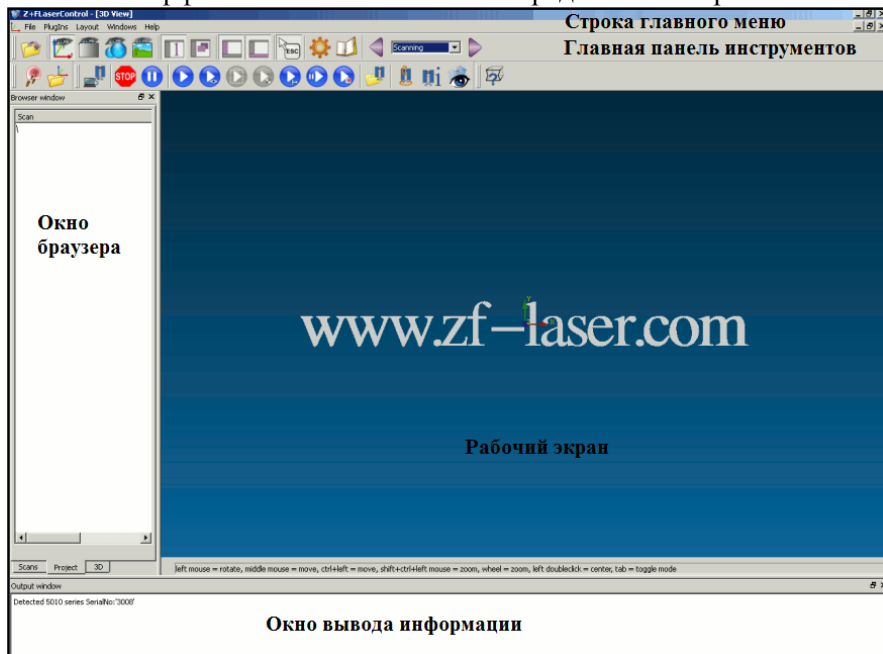 Z+FLaserControl - [3D View]
Строка главного меню
File PlugIns Layout Windows Help
Scanning
Главная панель инструментов
ESC
STOP
Browser window
Scan
\
Окно
браузера
www.zf-laser.com
Рабочий экран
Scans Project 3D
left mouse = rotate, middle mouse = move, ctrl+left = move, shift+ctrl+left mouse = zoom, wheel = zoom, left doubleclick = center, tab = toggle mode
Output window
Detected 5010 series SerialNo:'3008'
Окно вывода информации